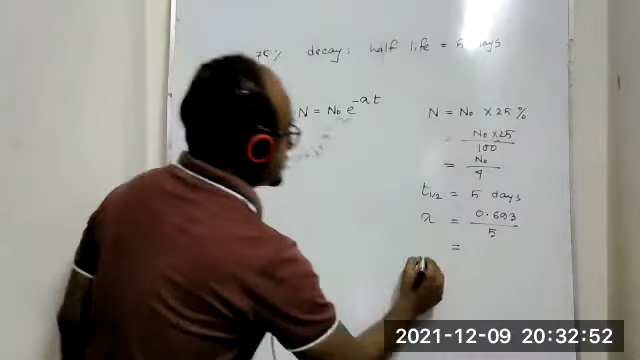 75% decay: half life = 5 days
N = N₀ e^-λt
N = N₀ × 25%
= N₀ × 25 / 100
= N₀ / 4
t₁/₂ = 5 days
λ = 0.693 / 5
=
2021-12-09 20:32:52